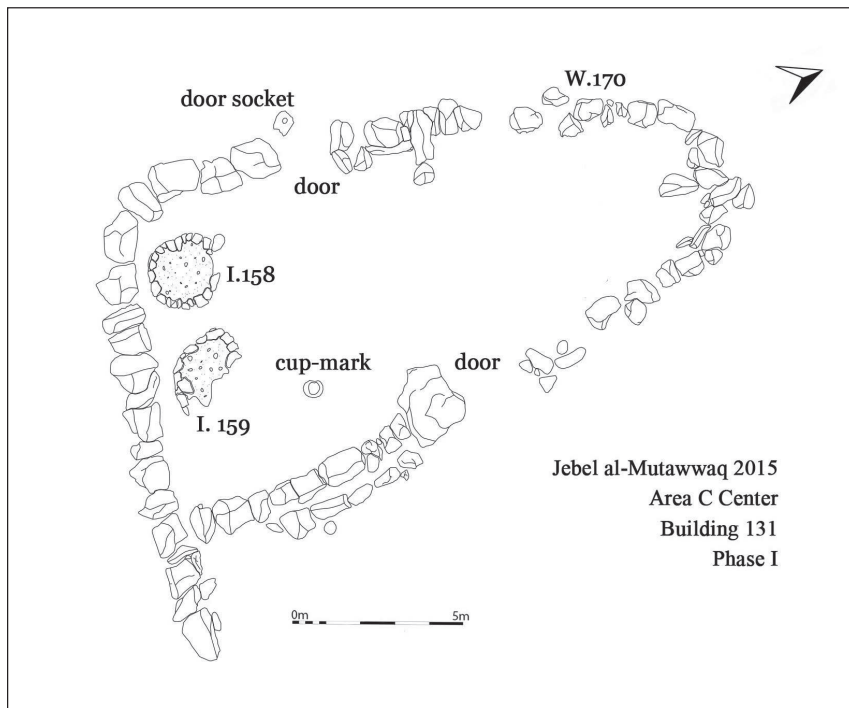 W.170
door socket
door
I.158
cup-mark
door
I. 159
Jebel al-Mutawwaq 2015
Area C Center
Building 131
Phase I
0m
5m